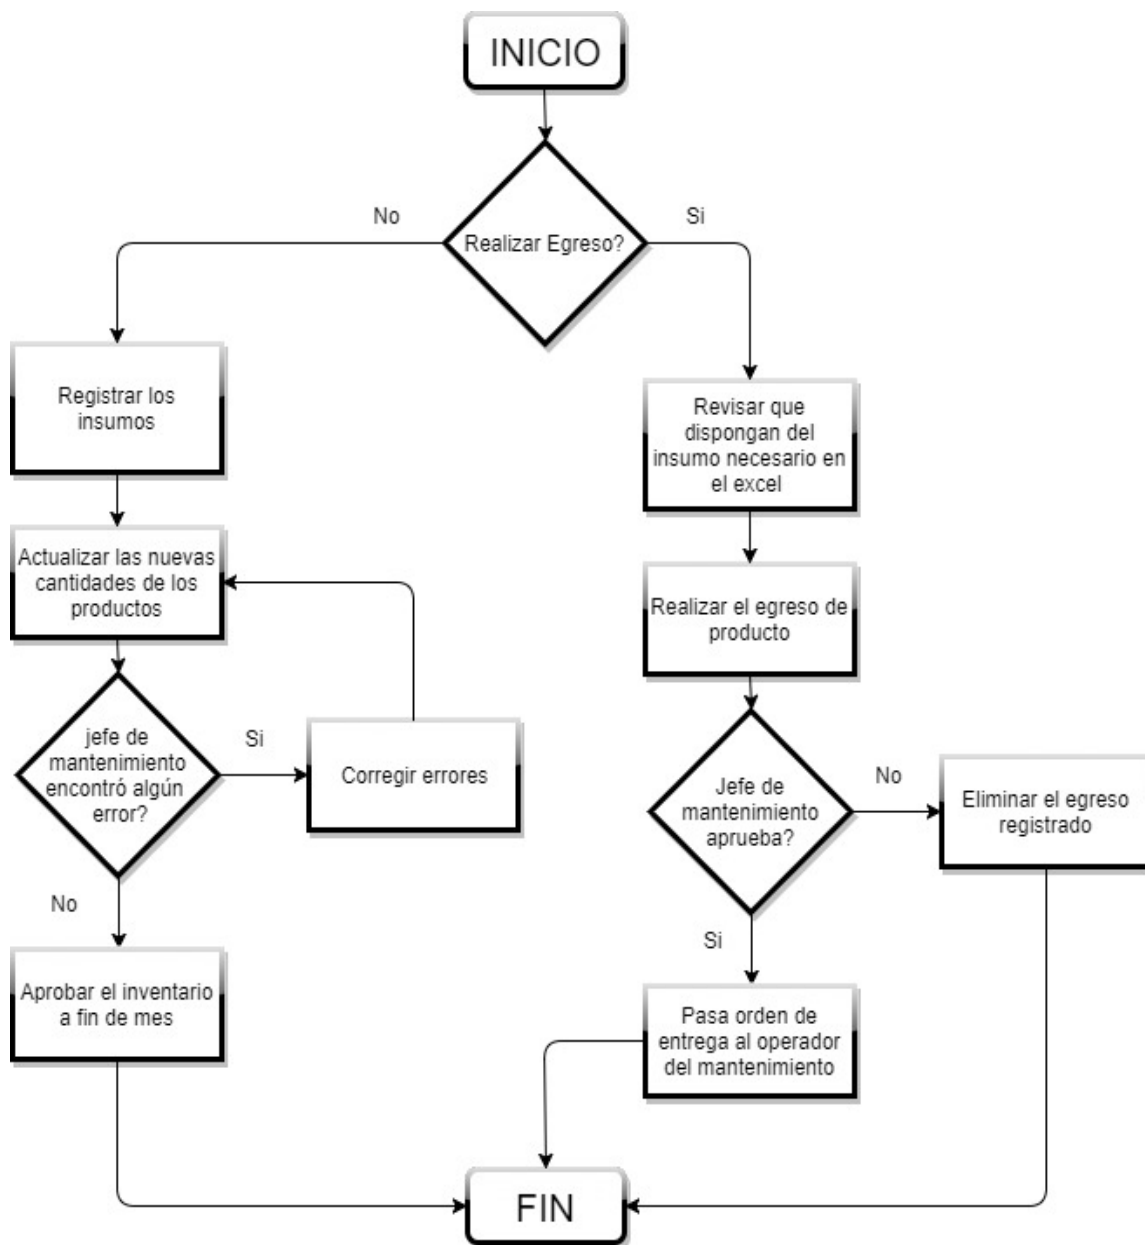 INICIO
No
Si
Realizar Egreso?
Registrar los
insumos
Revisar que
dispongan del
insumo necesario en
el excel
Actualizar las nuevas
cantidades de los
productos
Realizar el egreso de
producto
jefe de
mantenimiento
encontró algún
error?
Si
Corregir errores
Jefe de
mantenimiento
aprueba?
No
Eliminar el egreso
registrado
No
Si
Aprobar el inventario
a fin de mes
Pasa orden de
entrega al operador
del mantenimiento
FIN